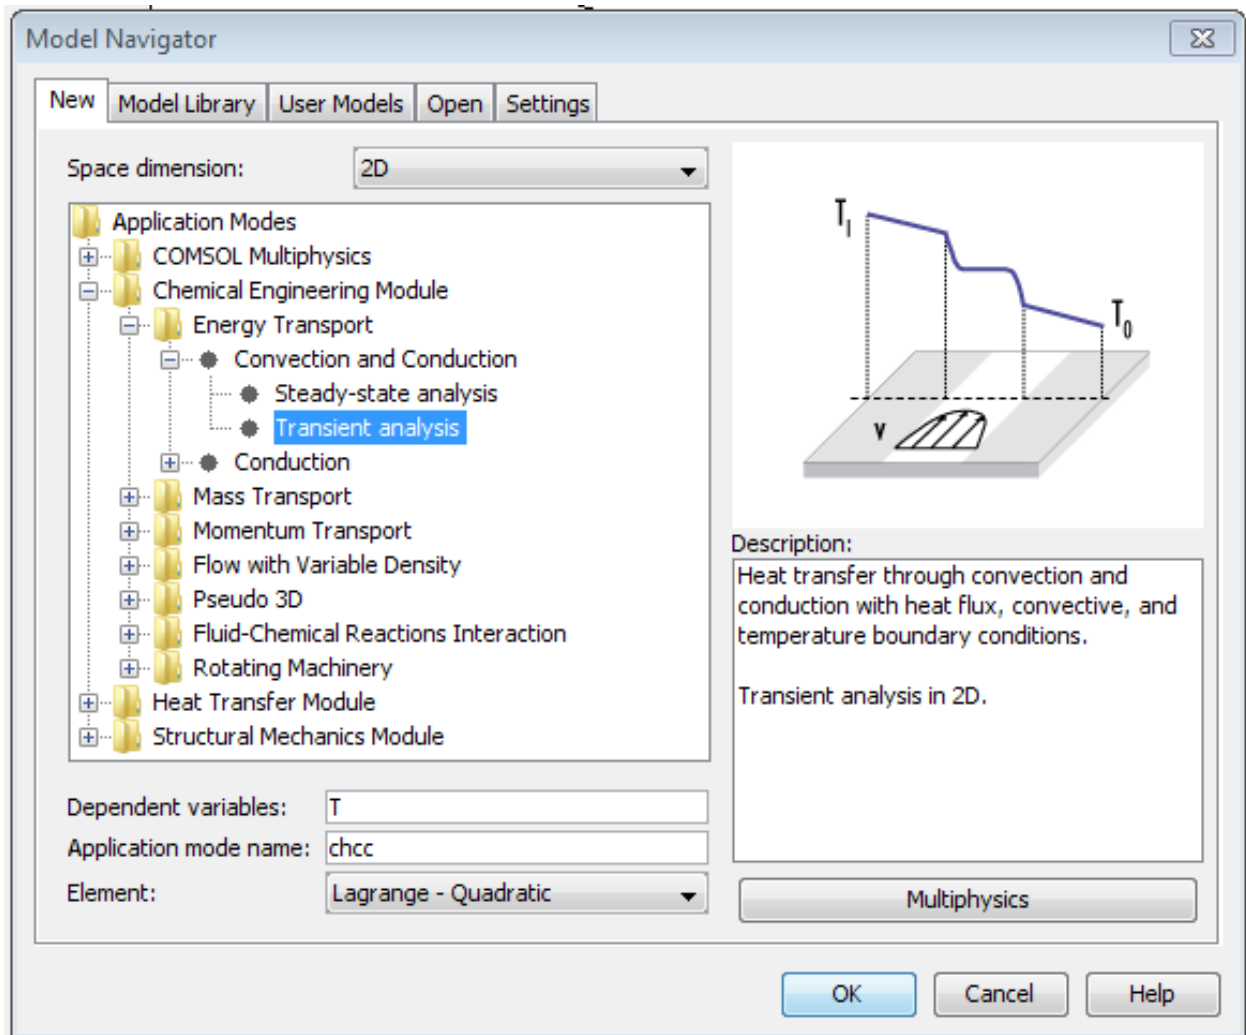 Model Navigator
New Model Library User Models Open Settings
Space dimension: 2D
Application Modes
COMSOL Multiphysics
Chemical Engineering Module
Energy Transport
Convection and Conduction
Steady-state analysis
Transient analysis
Conduction
Mass Transport
Momentum Transport
Flow with Variable Density
Pseudo 3D
Fluid-Chemical Reactions Interaction
Rotating Machinery
Heat Transfer Module
Structural Mechanics Module
Dependent variables: T
Application mode name: chcc
Element: Lagrange - Quadratic
T_I
T_0
v
Description:
Heat transfer through convection and
conduction with heat flux, convective, and
temperature boundary conditions.
Transient analysis in 2D.
Multiphysics
OK Cancel Help